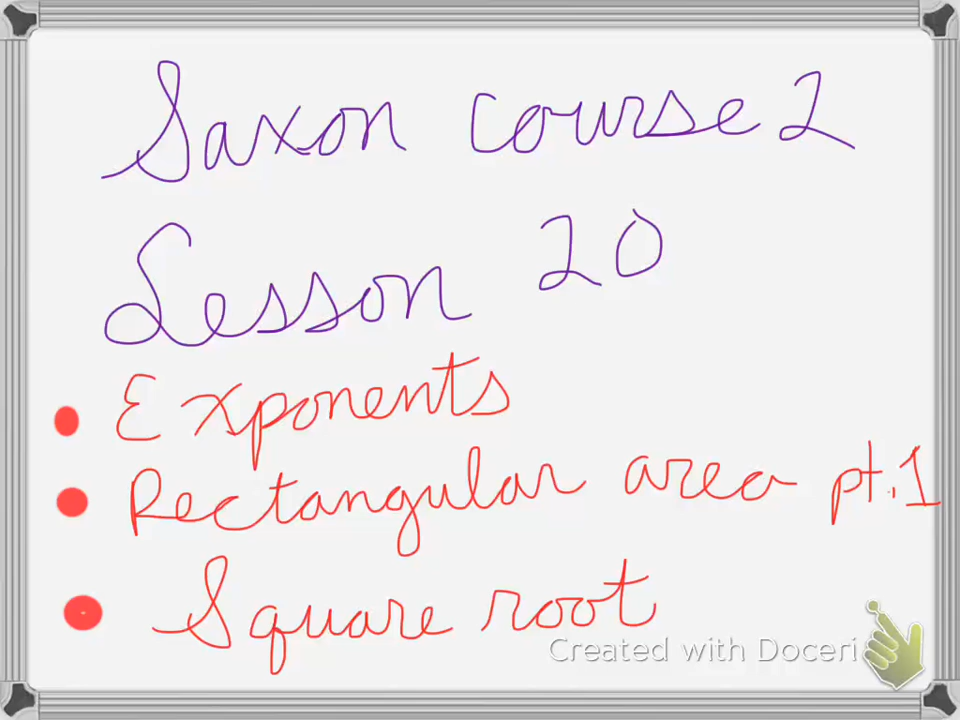 Saxon course 2
Lesson 20
• Exponents
• Rectangular area pt.1
• Square root
Created with Doceri